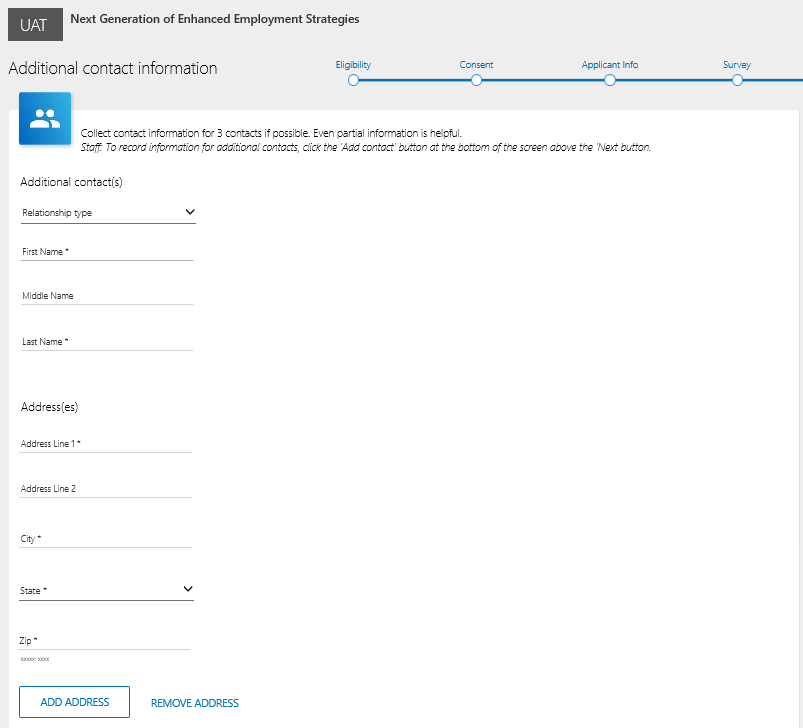 UAT
Next Generation of Enhanced Employment Strategies
Additional contact information
Eligibility
Consent
Applicant Info
Survey
Collect contact information for 3 contacts if possible. Even partial information is helpful.
Staff: To record information for additional contacts, click the 'Add contact' button at the bottom of the screen above the 'Next button.
Additional contact(s)
Relationship type
First Name *
Middle Name
Last Name *
Address(es)
Address Line 1 *
Address Line 2
City *
State *
Zip *
xxxxx-xxxx
ADD ADDRESS
REMOVE ADDRESS